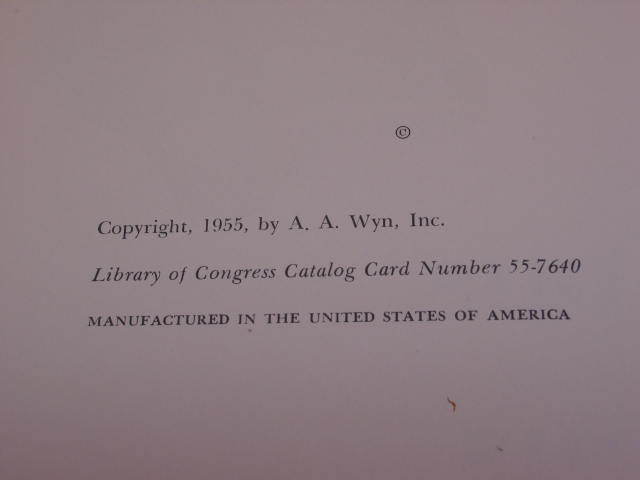 ©
Copyright, 1955, by A. A. Wyn, Inc.
Library of Congress Catalog Card Number 55-7640
MANUFACTURED IN THE UNITED STATES OF AMERICA